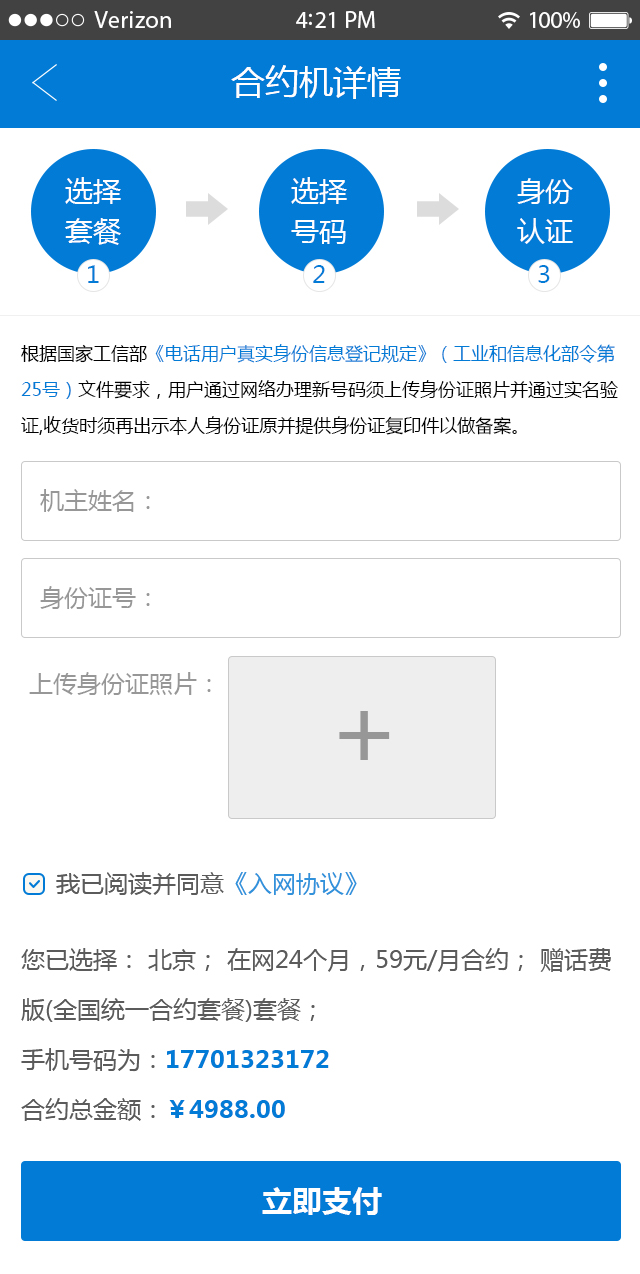 Verizon 4:21 PM 100%
合约机详情
选择 选择 身份
套餐 号码 认证
1 2 3
根据国家工信部《电话用户真实身份信息登记规定》（工业和信息化部令第
25号）文件要求，用户通过网络办理新号码须上传身份证照片并通过实名验
证,收货时须再出示本人身份证原并提供身份证复印件以做备案。
机主姓名：
身份证号：
上传身份证照片：
我已阅读并同意《入网协议》
您已选择： 北京； 在网24个月，59元/月合约； 赠话费
版(全国统一合约套餐)套餐；
手机号码为：17701323172
合约总金额：￥4988.00
立即支付